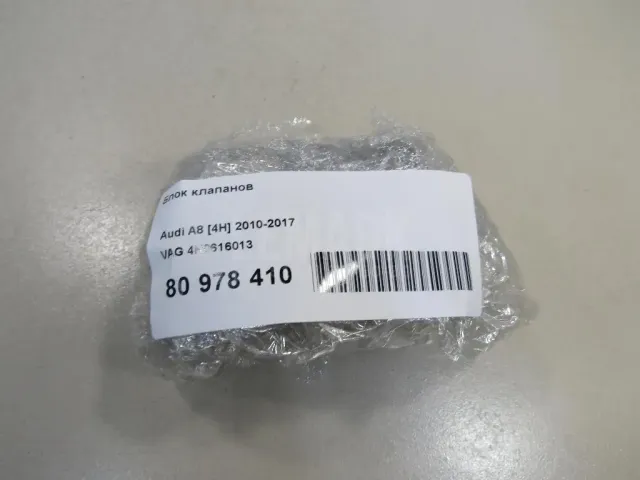 Блок клапанов
Audi A8 [4H] 2010-2017
VAG 4H0616013
80 978 410